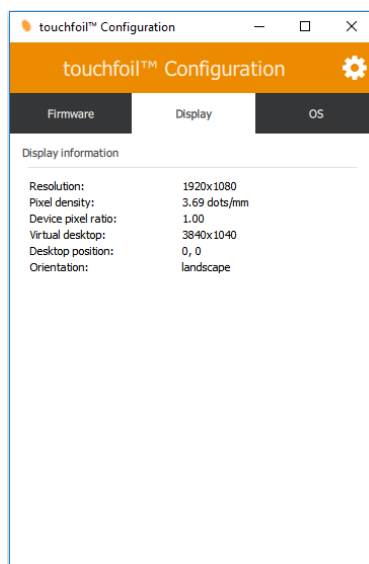 touchfoil™ Configuration
touchfoil™ Configuration
Firmware Display OS
Display information
Resolution: 1920x1080
Pixel density: 3.69 dots/mm
Device pixel ratio: 1.00
Virtual desktop: 3840x1040
Desktop position: 0, 0
Orientation: landscape